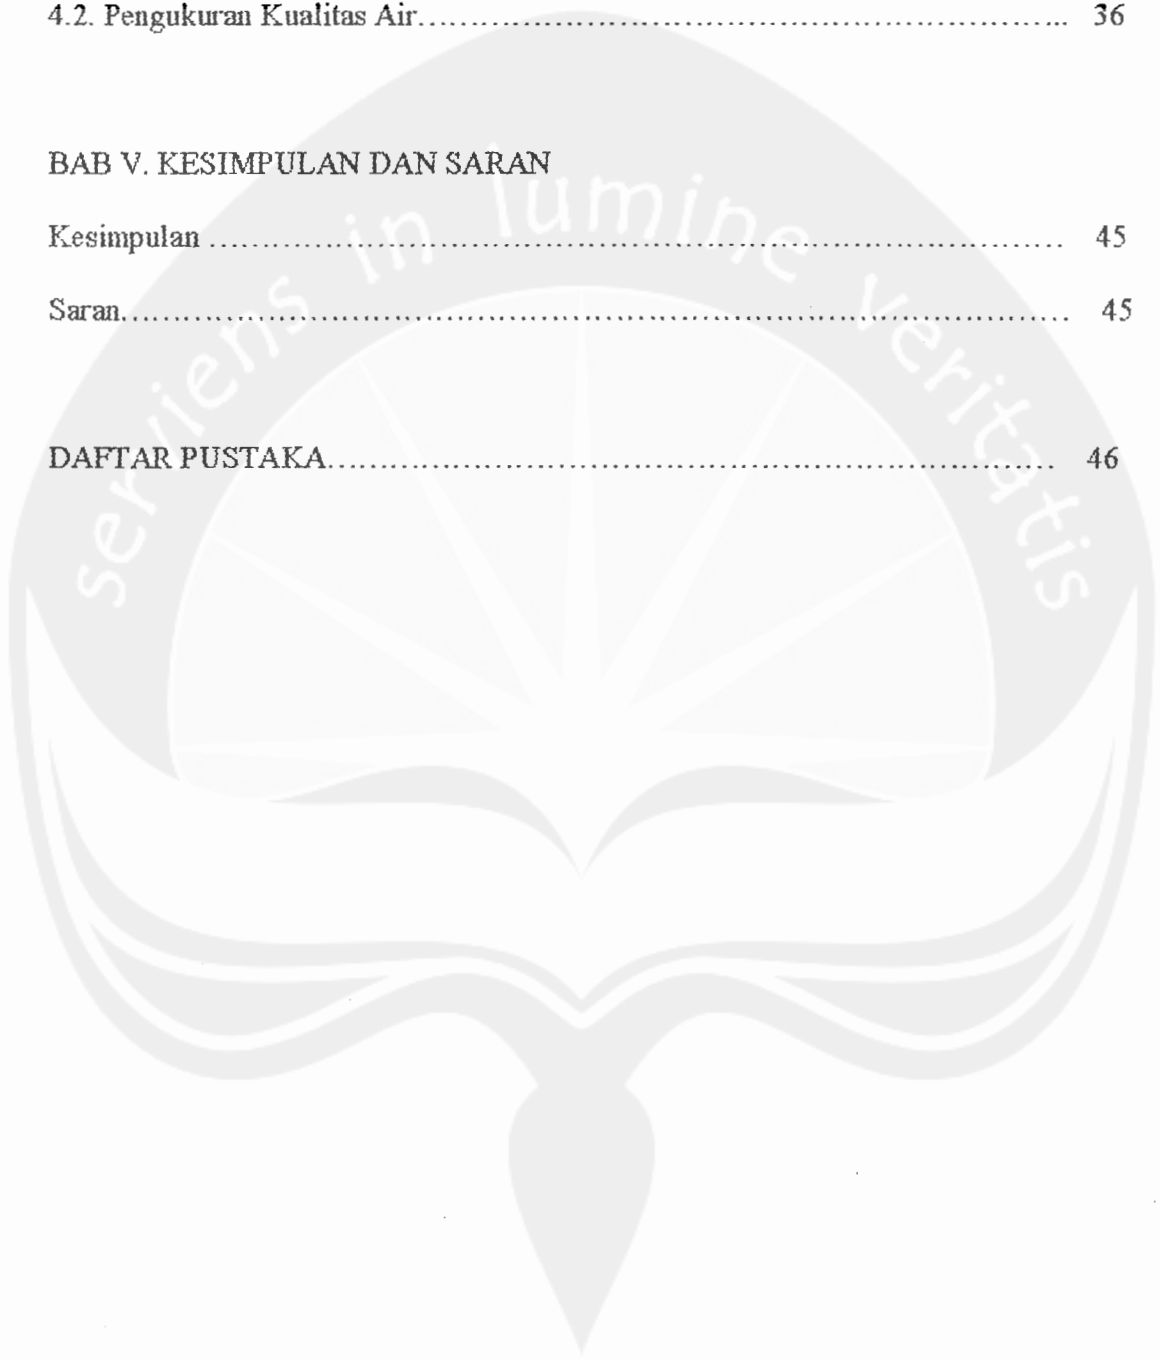 4.2. Pengukuran Kualitas Air........................................................................ 36
BAB V. KESIMPULAN DAN SARAN
Kesimpulan ........................................................................ 45
Saran........................................................................ 45
DAFTAR PUSTAKA........................................................................ 46
serviens in lumine veritatis